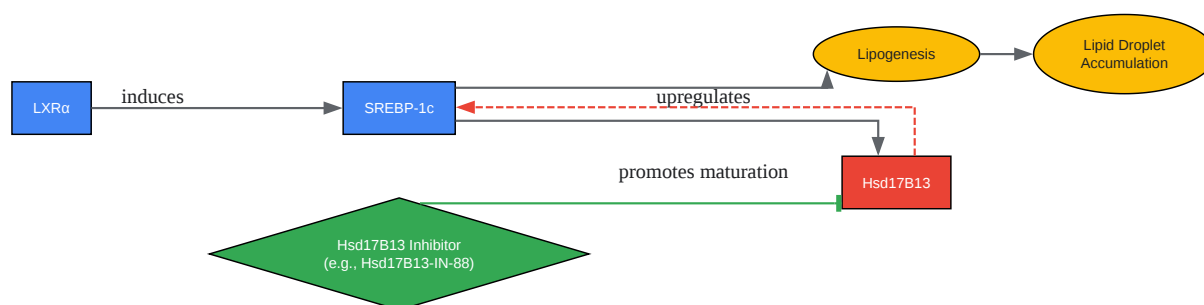 Lipogenesis
Lipid Droplet
Accumulation
LXRα
induces
SREBP-1c
upregulates
promotes maturation
Hsd17B13
Hsd17B13 Inhibitor
(e.g., Hsd17B13-IN-88)